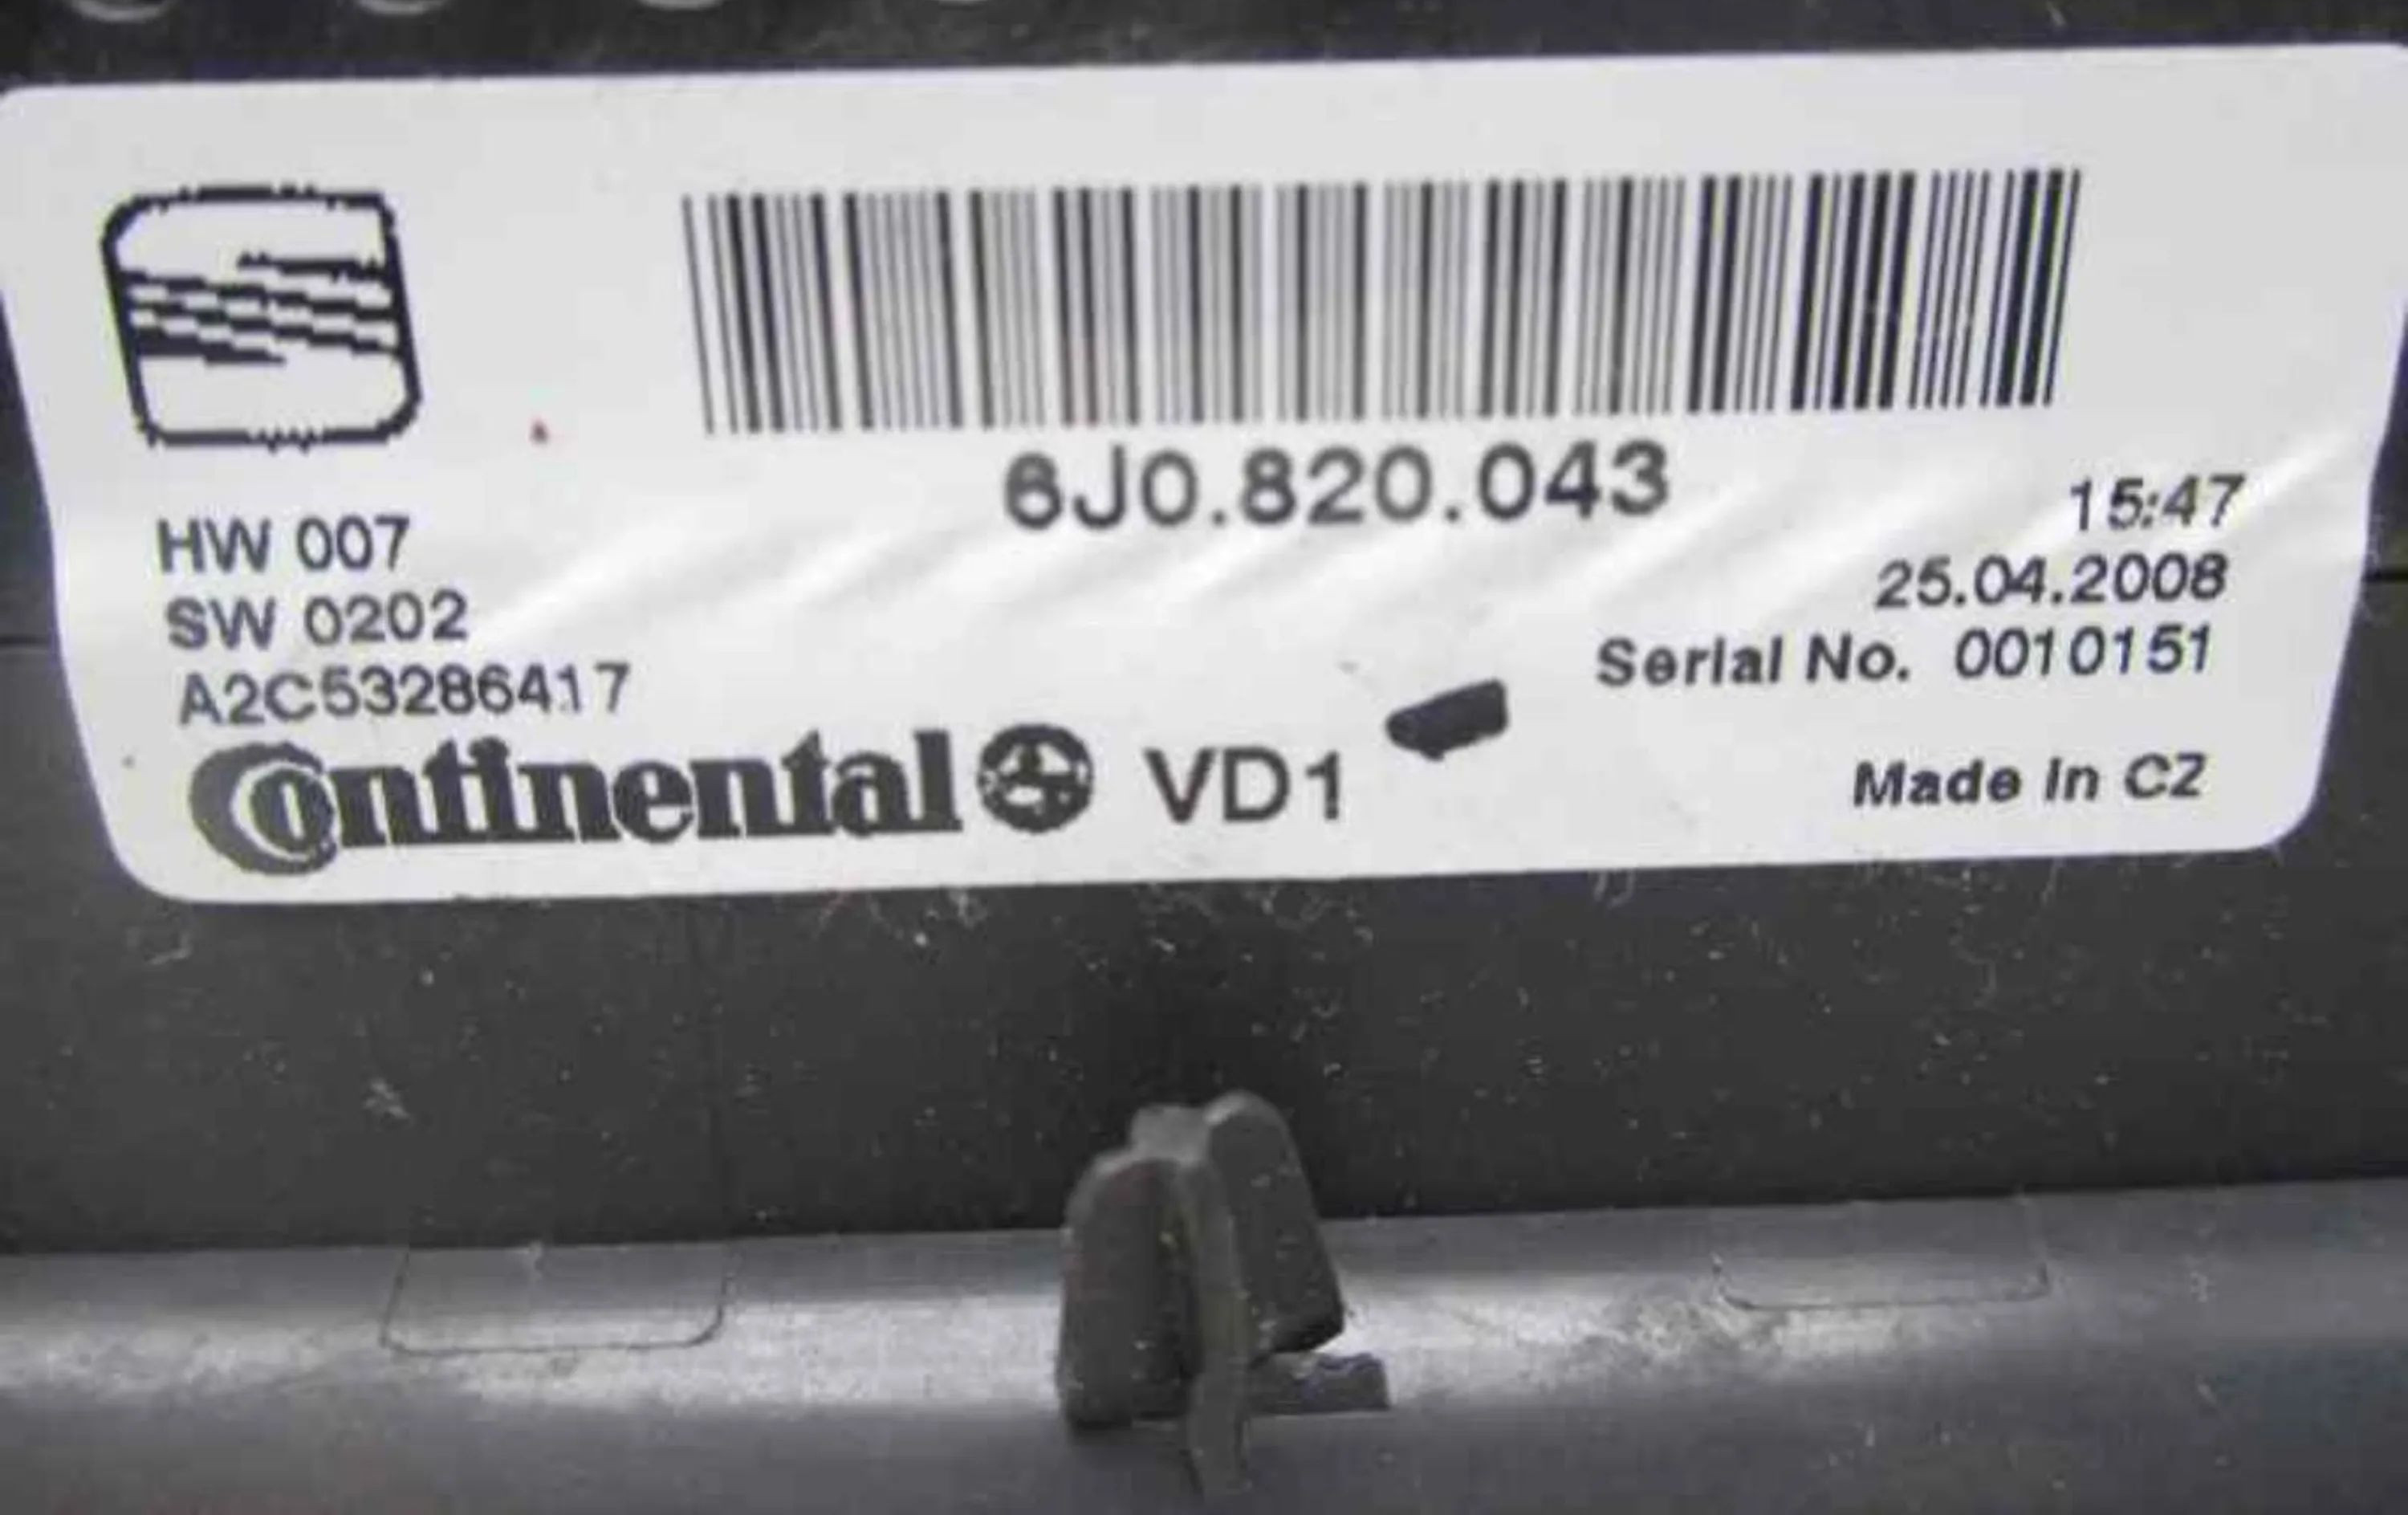 6J0.820.043
15:47
HW 007
25.04.2008
SW 0202
Serial No. 0010151
A2C53286417
Continental VD1
Made in CZ